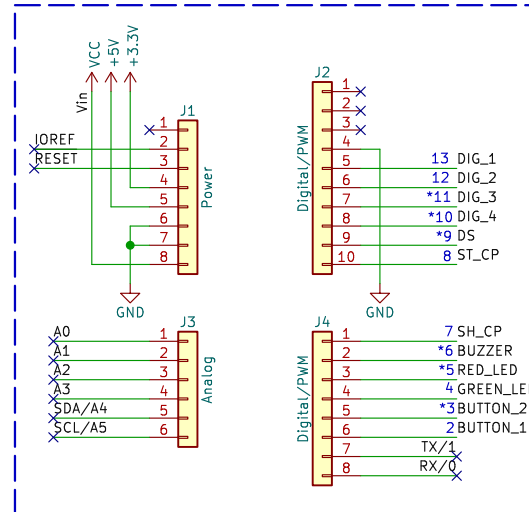 VCC
+5V
+3.3V
Vin
J1
1
IOREF 2
RESET 3
4
5
6
7
8
Power
GND
J2
1
2
3
4
5 13 DIG_1
6 12 DIG_2
7 *11 DIG_3
8 *10 DIG_4
9 *9 DS
10 8 ST_CP
Digital/PWM
GND
J3
A0 1
A1 2
A2 3
A3 4
SDA/A4 5
SCL/A5 6
Analog
J4
1 7 SH_CP
2 *6 BUZZER
3 *5 RED_LED
4 4 GREEN_LE
5 *3 BUTTON_2
6 2 BUTTON_1
7 TX/1
8 RX/0
Digital/PWM